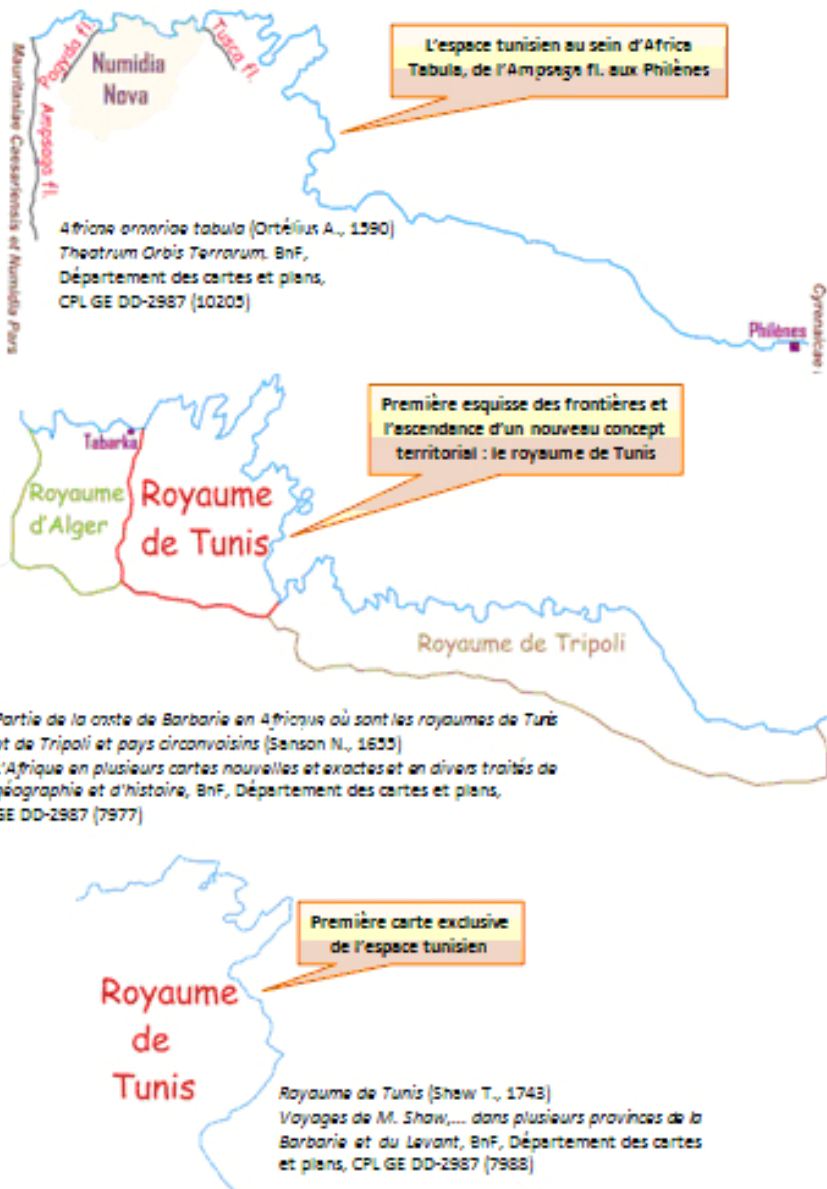 L'espace tunisien au sein d'Africa
Tabula, de l'Ampsaga fl. aux Philènes
Mauritaniae Caesariensis et Numidia Pars
Pagyda fl.
Ampsaga fl.
Numidia
Nova
Tusca fl.
Africae tabula (Ortélius A., 1590)
Theatrum Orbis Terrarum, BnF,
Département des cartes et plans,
CPL GE DD-2987 (10205)
Philènes
Cyrenaicae
Première esquisse des frontières et
l'ascendance d'un nouveau concept
territorial : le royaume de Tunis
Tabarka
Royaume
d'Alger
Royaume
de Tunis
Royaume de Tripoli
Partie de la coste de Barbarie en Afrique où sont les royaumes de Tunis
et de Tripoli et pays circonvoisins (Sanson N., 1655)
L'Afrique en plusieurs cartes nouvelles et exactes et en divers traités de
géographie et d'histoire, BnF, Département des cartes et plans,
GE DD-2987 (7977)
Première carte exclusive
de l'espace tunisien
Royaume
de
Tunis
Royaume de Tunis (Shaw T., 1743)
Voyages de M. Shaw,... dans plusieurs provinces de la
Barbarie et du Levant, BnF, Département des cartes
et plans, CPL GE DD-2987 (7988)